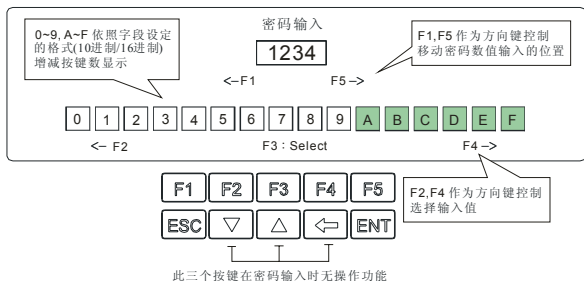 密码输入
1234
<-F1 F5->
0~9, A~F 依照字段设定
的格式(10进制/16进制)
增减按键数显示
F1,F5 作为方向键控制
移动密码数值输入的位置
0 1 2 3 4 5 6 7 8 9 A B C D E F
<- F2 F3 : Select F4 ->
F2,F4 作为方向键控制
选择输入值
F1 F2 F3 F4 F5
ESC ▽ △ ⇦ ENT
此三个按键在密码输入时无操作功能